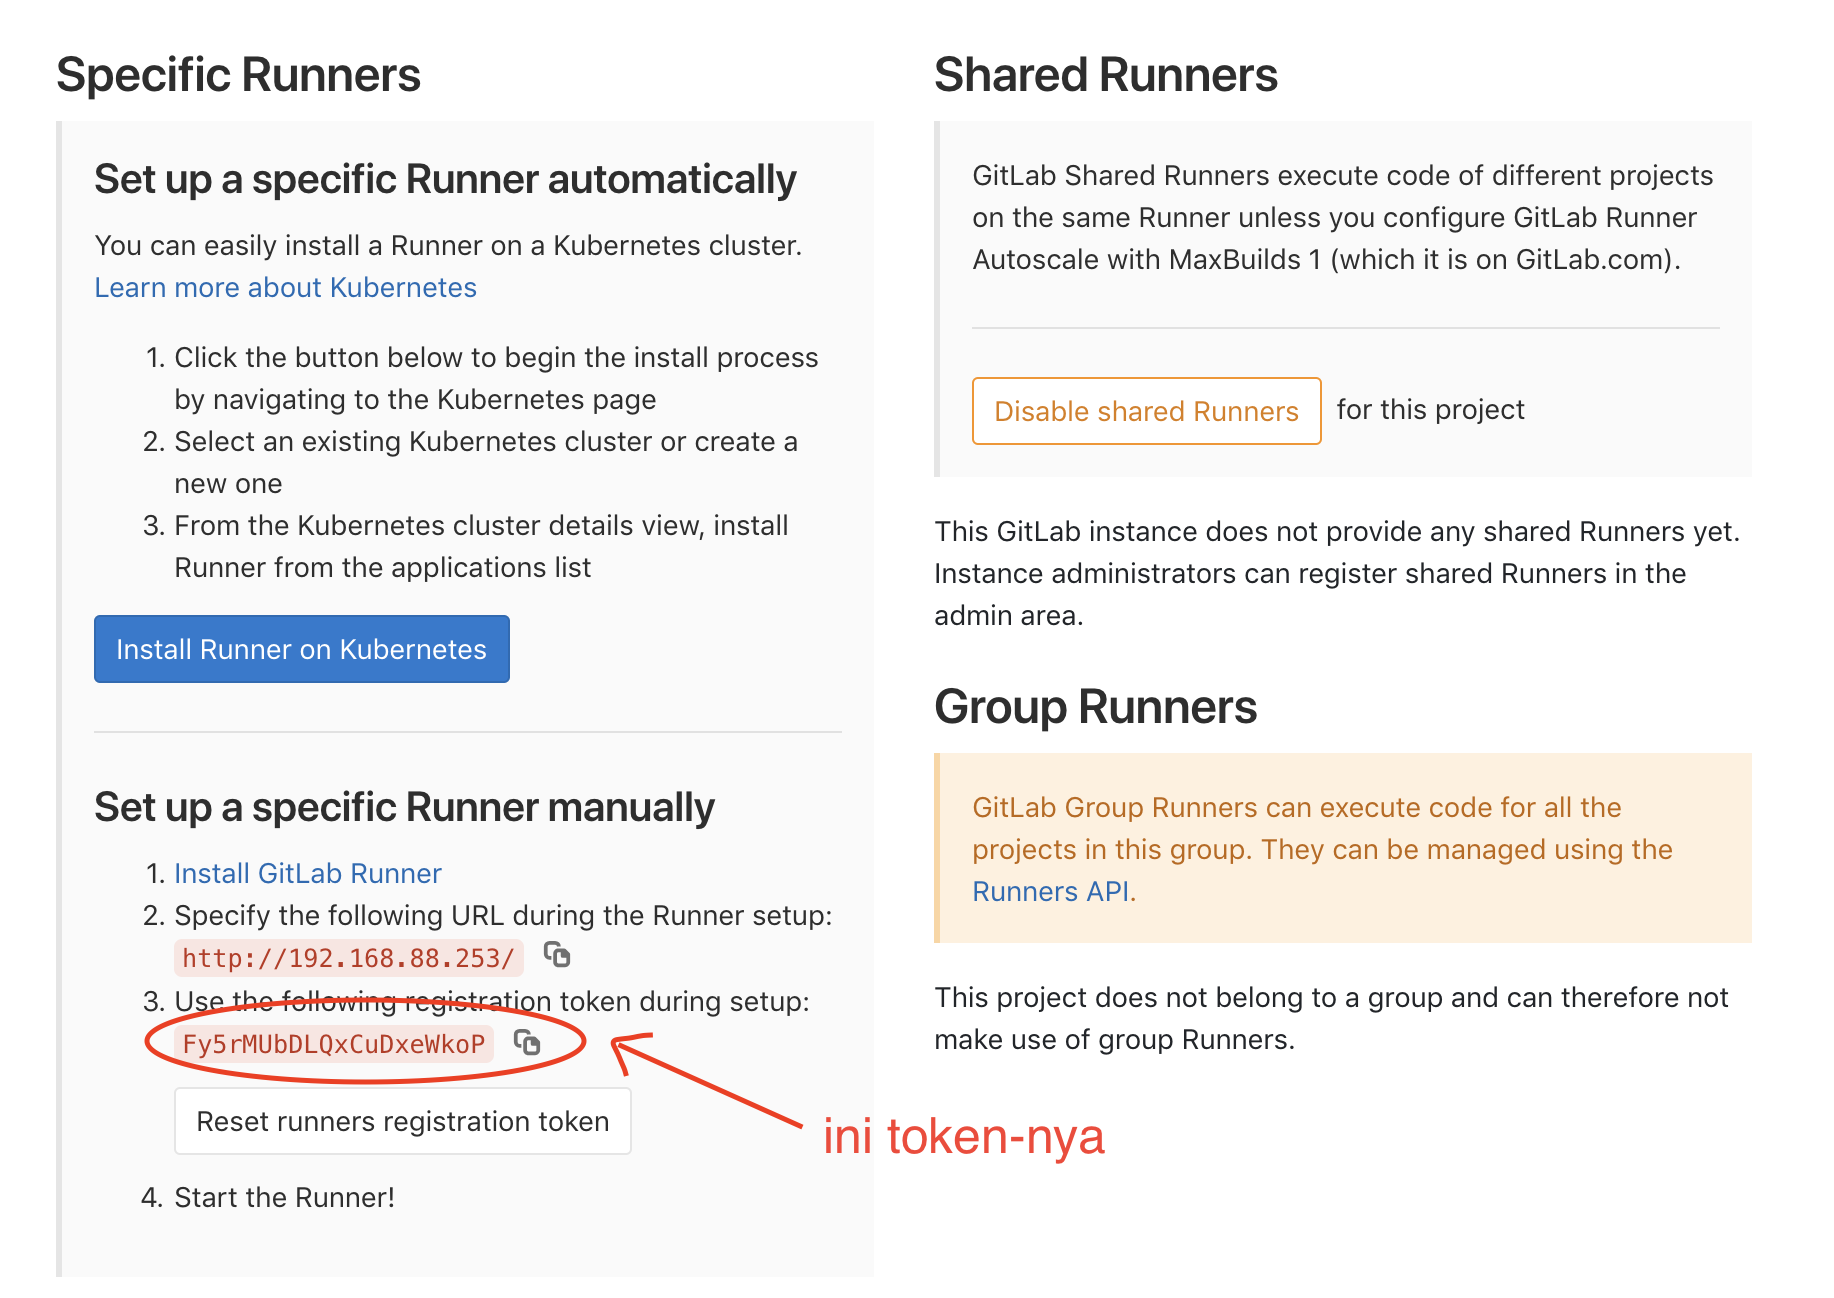 Specific Runners
Set up a specific Runner automatically
You can easily install a Runner on a Kubernetes cluster.
Learn more about Kubernetes
1. Click the button below to begin the install process
by navigating to the Kubernetes page
2. Select an existing Kubernetes cluster or create a
new one
3. From the Kubernetes cluster details view, install
Runner from the applications list
Install Runner on Kubernetes
Set up a specific Runner manually
1. Install GitLab Runner
2. Specify the following URL during the Runner setup:
http://192.168.88.253/
3. Use the following registration token during setup:
Fy5rMUbDLQxCuDxeWkoP
Reset runners registration token
ini token-nya
4. Start the Runner!
Shared Runners
GitLab Shared Runners execute code of different projects
on the same Runner unless you configure GitLab Runner
Autoscale with MaxBuilds 1 (which it is on GitLab.com).
Disable shared Runners for this project
This GitLab instance does not provide any shared Runners yet.
Instance administrators can register shared Runners in the
admin area.
Group Runners
GitLab Group Runners can execute code for all the
projects in this group. They can be managed using the
Runners API.
This project does not belong to a group and can therefore not
make use of group Runners.